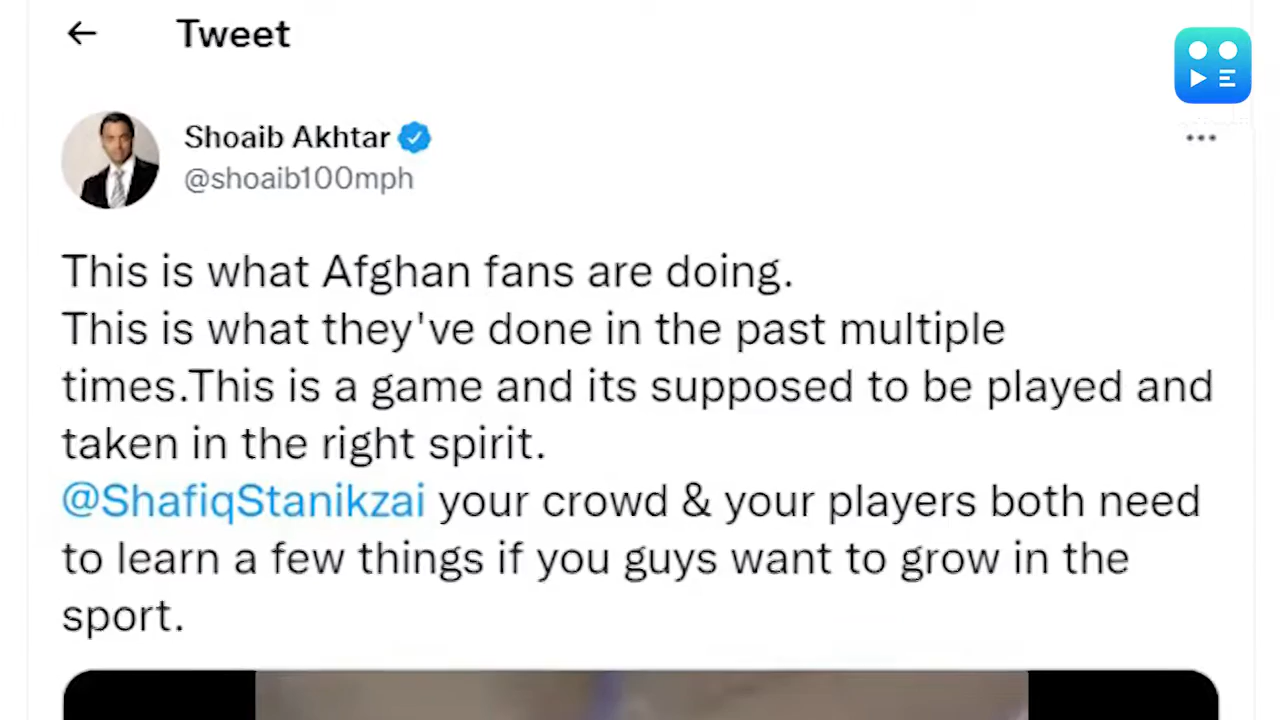 Tweet
Shoaib Akhtar
@shoaib100mph
This is what Afghan fans are doing.
This is what they've done in the past multiple
times.This is a game and its supposed to be played and
taken in the right spirit.
@ShafiqStanikzai your crowd & your players both need
to learn a few things if you guys want to grow in the
sport.